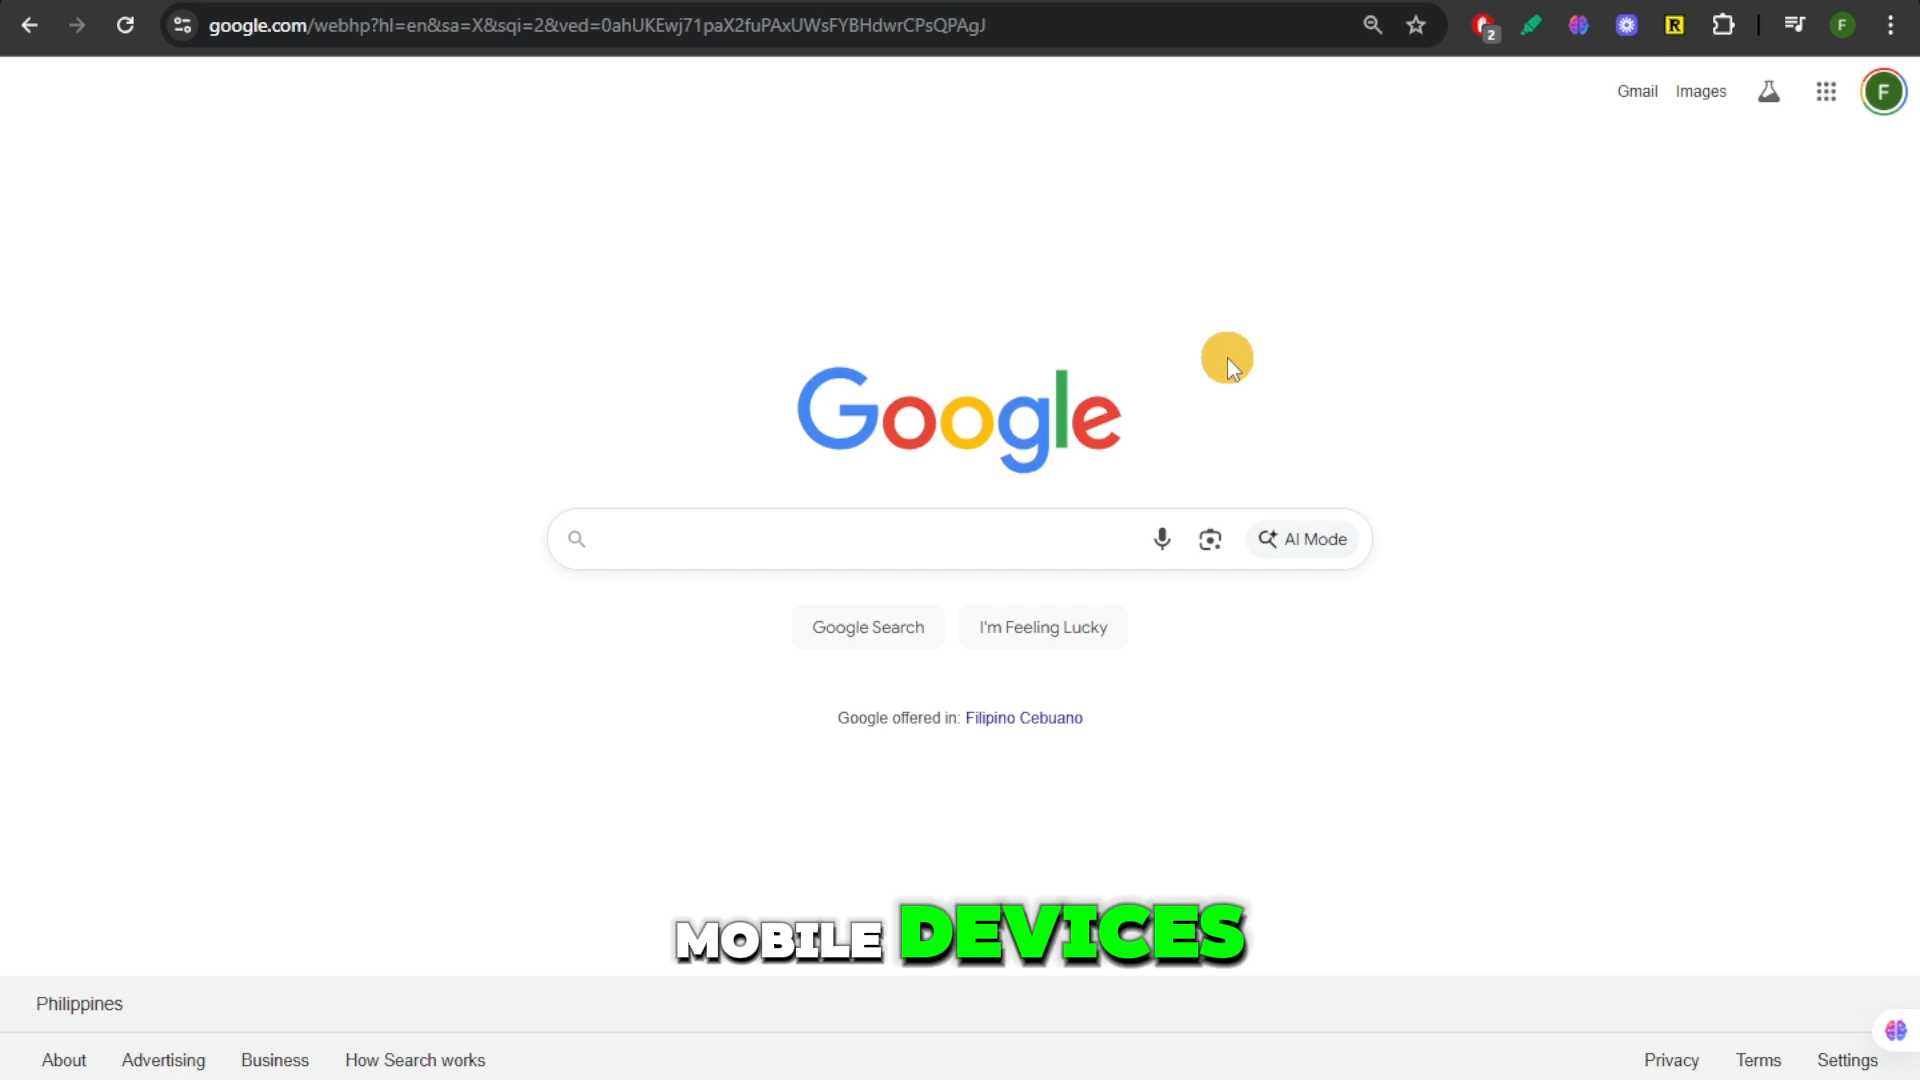 google.com/webhp?hl=en&sa=X&sqi=2&ved=0ahUKEwj71paX2fuPAxUWsFYBHdwrCPsQPAgJ
2
R
F
Gmail Images
F
Google
AI Mode
Google Search I'm Feeling Lucky
Google offered in: Filipino Cebuano
MOBILE DEVICES
Philippines
About Advertising Business How Search works
Privacy Terms Settings